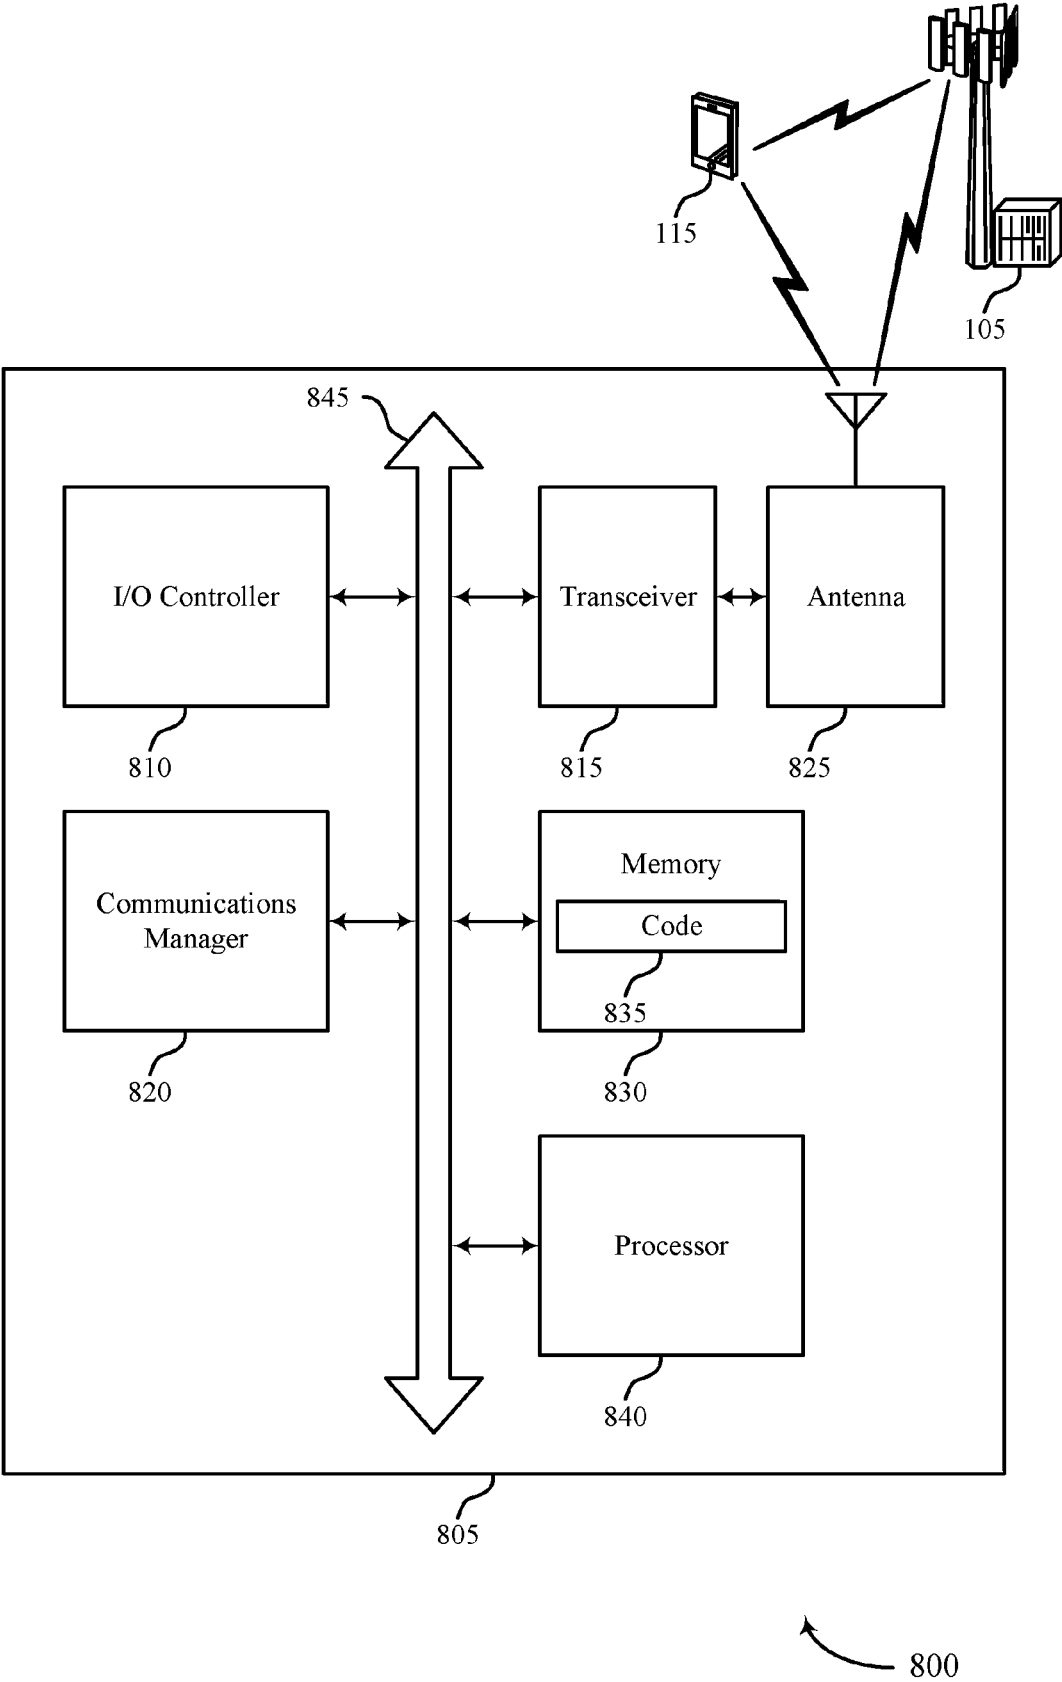 115
105
845
I/O Controller
Transceiver
Antenna
810
815
825
Communications
Manager
Memory
Code
835
820
830
Processor
840
805
800